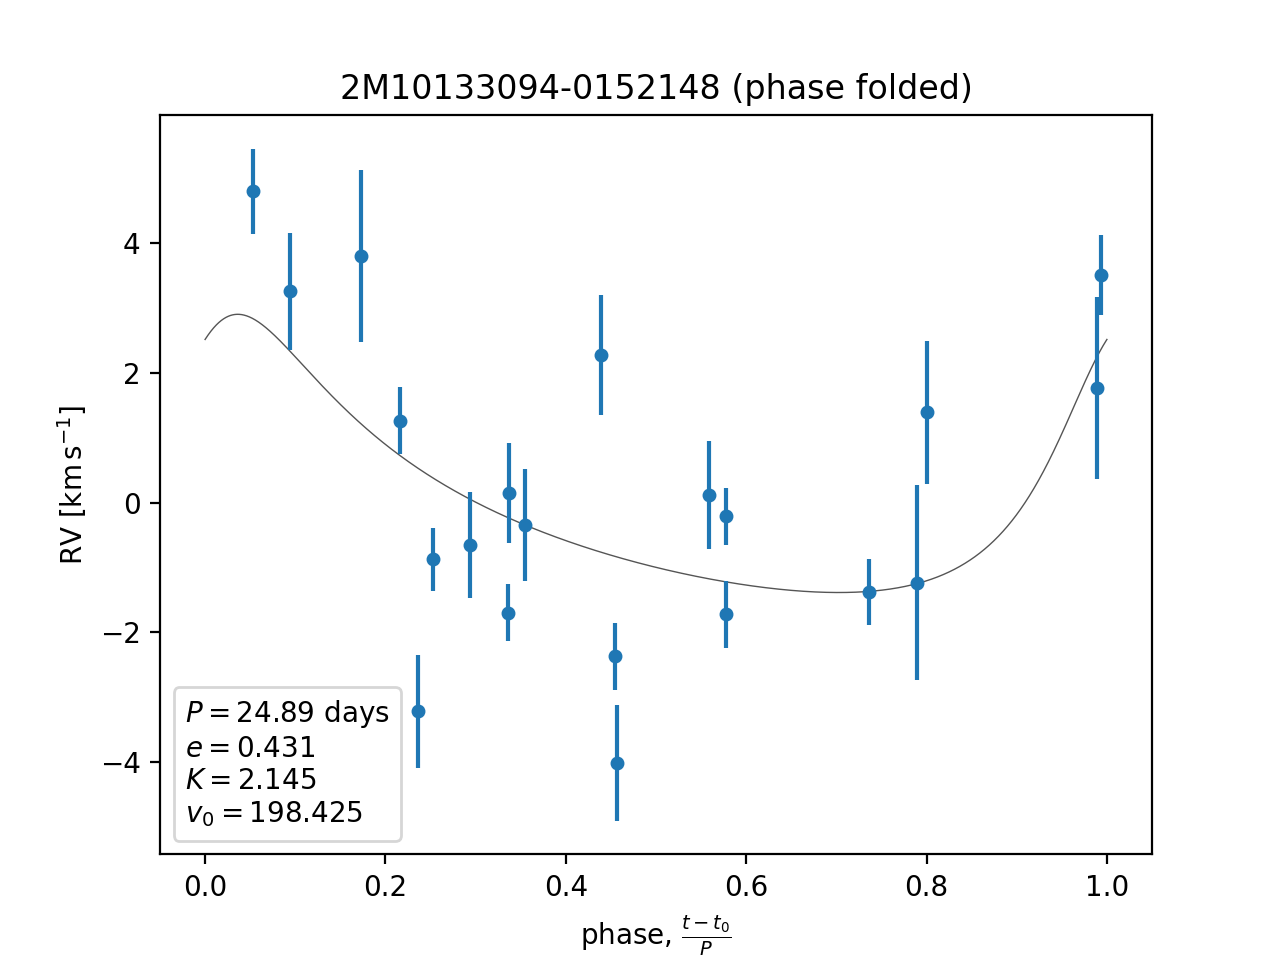 2M10133094-0152148 (phase folded)
RV [km s⁻¹]
4
2
0
−2
−4
P = 24.89 days
e = 0.431
K = 2.145
v₀ = 198.425
0.0 0.2 0.4 0.6 0.8 1.0
phase, (t − t₀)/P